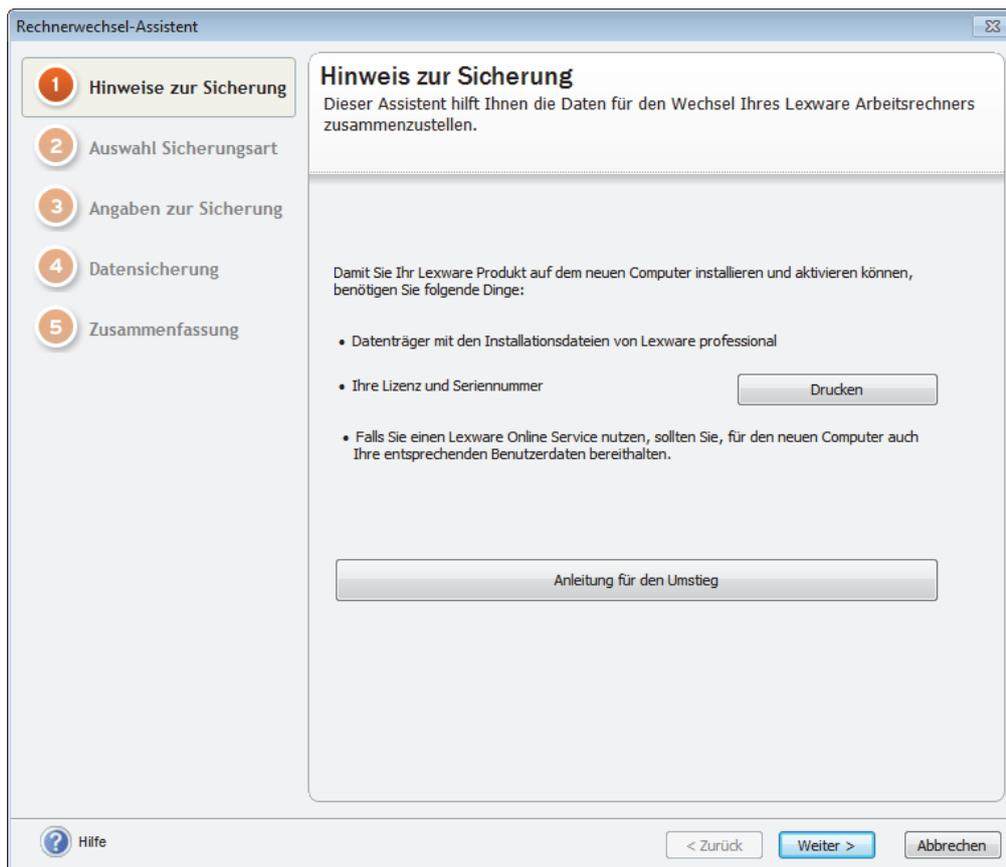 Rechnerwechsel-Assistent
1 Hinweise zur Sicherung
2 Auswahl Sicherungsart
3 Angaben zur Sicherung
4 Datensicherung
5 Zusammenfassung
Hinweis zur Sicherung
Dieser Assistent hilft Ihnen die Daten für den Wechsel Ihres Lexware Arbeitsrechners
zusammenzustellen.
Damit Sie Ihr Lexware Produkt auf dem neuen Computer installieren und aktivieren können,
benötigen Sie folgende Dinge:
• Datenträger mit den Installationsdateien von Lexware professional
• Ihre Lizenz und Seriennummer
Drucken
• Falls Sie einen Lexware Online Service nutzen, sollten Sie, für den neuen Computer auch
Ihre entsprechenden Benutzerdaten bereithalten.
Anleitung für den Umstieg
? Hilfe
< Zurück
Weiter >
Abbrechen